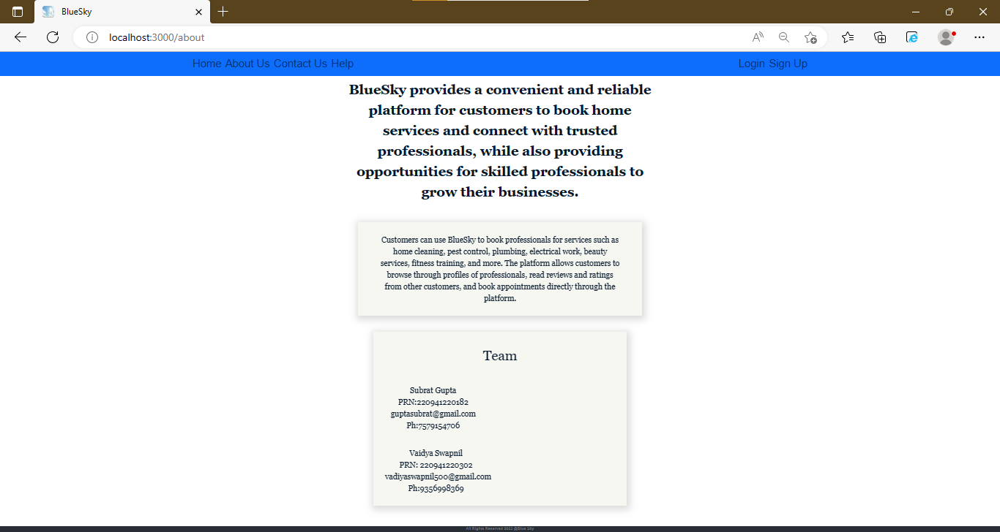 BlueSky
localhost:3000/about
Home About Us Contact Us Help Login Sign Up
BlueSky provides a convenient and reliable
platform for customers to book home
services and connect with trusted
professionals, while also providing
opportunities for skilled professionals to
grow their businesses.
Customers can use BlueSky to book professionals for services such as
home cleaning, pest control, plumbing, electrical work, beauty
services, fitness training, and more. The platform allows customers to
browse through profiles of professionals, read reviews and ratings
from other customers, and book appointments directly through the
platform.
Team
Subrat Gupta
PRN:220941220182
guptasubrat@gmail.com
Ph:7579154706
Vaidya Swapnil
PRN: 220941220302
vadiyaswapnil500@gmail.com
Ph:9356998369
All Rights Reserved 2022 @Blue Sky